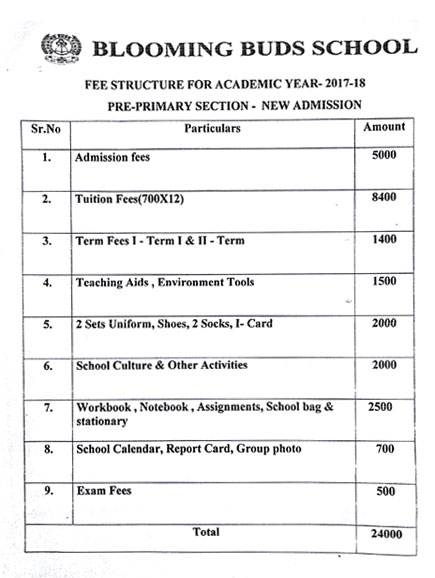 BLOOMING BUDS SCHOOL
FEE STRUCTURE FOR ACADEMIC YEAR- 2017-18
PRE-PRIMARY SECTION - NEW ADMISSION
Sr.No Particulars Amount
1. Admission fees 5000
2. Tuition Fees(700X12) 8400
3. Term Fees I - Term I & II - Term 1400
4. Teaching Aids , Environment Tools 1500
5. 2 Sets Uniform, Shoes, 2 Socks, I- Card 2000
6. School Culture & Other Activities 2000
7. Workbook , Notebook , Assignments, School bag & 2500
stationary
8. School Calendar, Report Card, Group photo 700
9. Exam Fees 500
Total 24000